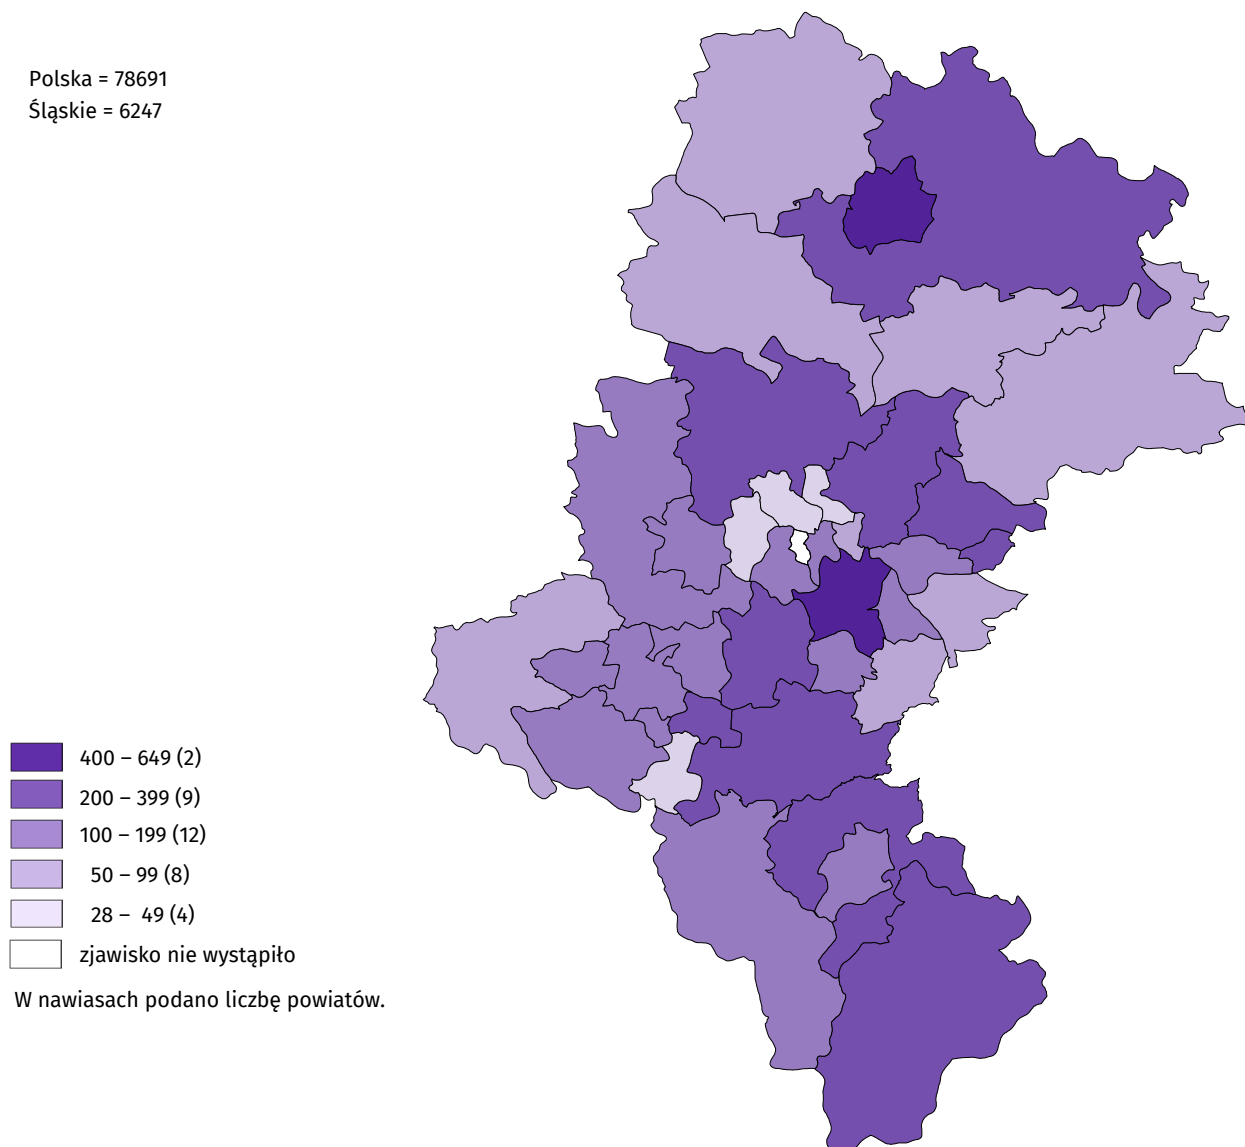 Polska = 78691
Śląskie = 6247
400 – 649 (2)
200 – 399 (9)
100 – 199 (12)
50 – 99 (8)
28 – 49 (4)
zjawisko nie wystąpiło
W nawiasach podano liczbę powiatów.